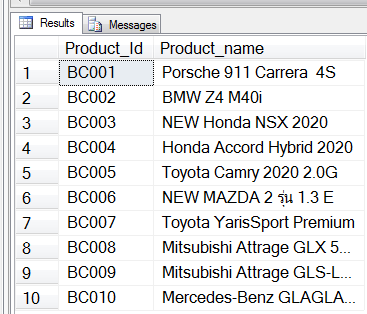 Results Messages
Product_Id Product_name
1 BC001 Porsche 911 Carrera 4S
2 BC002 BMW Z4 M40i
3 BC003 NEW Honda NSX 2020
4 BC004 Honda Accord Hybrid 2020
5 BC005 Toyota Camry 2020 2.0G
6 BC006 NEW MAZDA 2 รุ่น 1.3 E
7 BC007 Toyota YarisSport Premium
8 BC008 Mitsubishi Attrage GLX 5...
9 BC009 Mitsubishi Attrage GLS-L...
10 BC010 Mercedes-Benz GLAGLA...